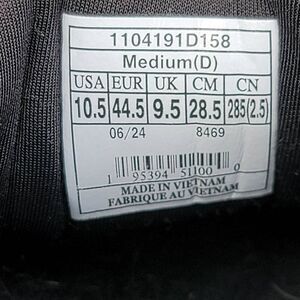 1104191D158
Medium(D)
USA EUR UK CM CN
10.5 44.5 9.5 28.5 285(2.5)
06/24 8469
1 95394 51100 0
MADE IN VIETNAM
FABRIQUE AU VIETNAM